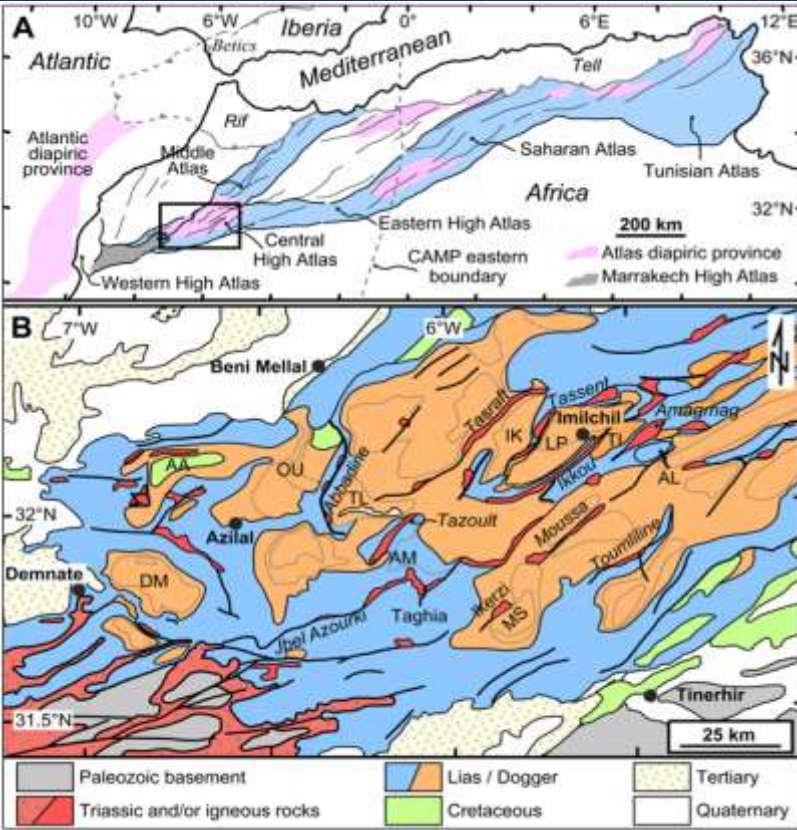 A
10°W
6°W
0°
6°E
12°E
Iberia
Betics
36°N
Atlantic
Mediterranean
Tell
Rif
Atlantic
diapiric
province
Middle
Atlas
Saharan Atlas
Tunisian Atlas
Africa
32°N
Eastern High Atlas
200 km
Central
High Atlas
CAMP eastern
boundary
Atlas diapiric province
Marrakech High Atlas
Western High Atlas
B
7°W
6°W
N
Beni Mellal
Tasraft
Tassent
Imilchil
Amagmag
IK
LP
TI
AA
OU
Abbadine
Ikkou
AL
TL
32°N
Azilal
Tazoult
Moussa
Toumliline
AM
Demnate
DM
Ikerzi
MS
Taghia
Jbel Azourki
Tinerhir
31.5°N
25 km
Paleozoic basement
Lias / Dogger
Tertiary
Triassic and/or igneous rocks
Cretaceous
Quaternary